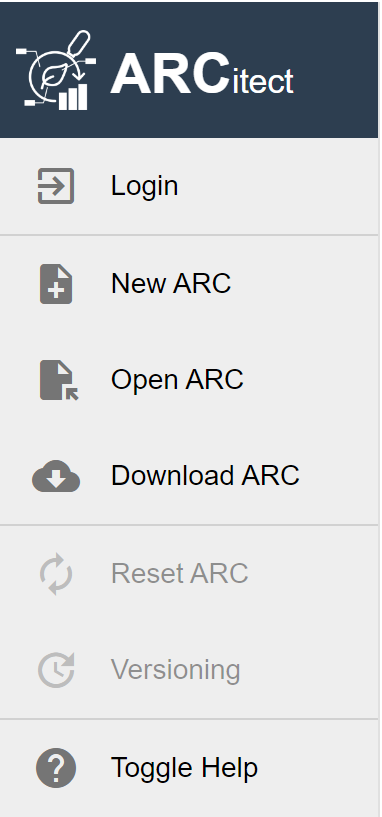 ARCitect
Login
New ARC
Open ARC
Download ARC
Reset ARC
Versioning
Toggle Help